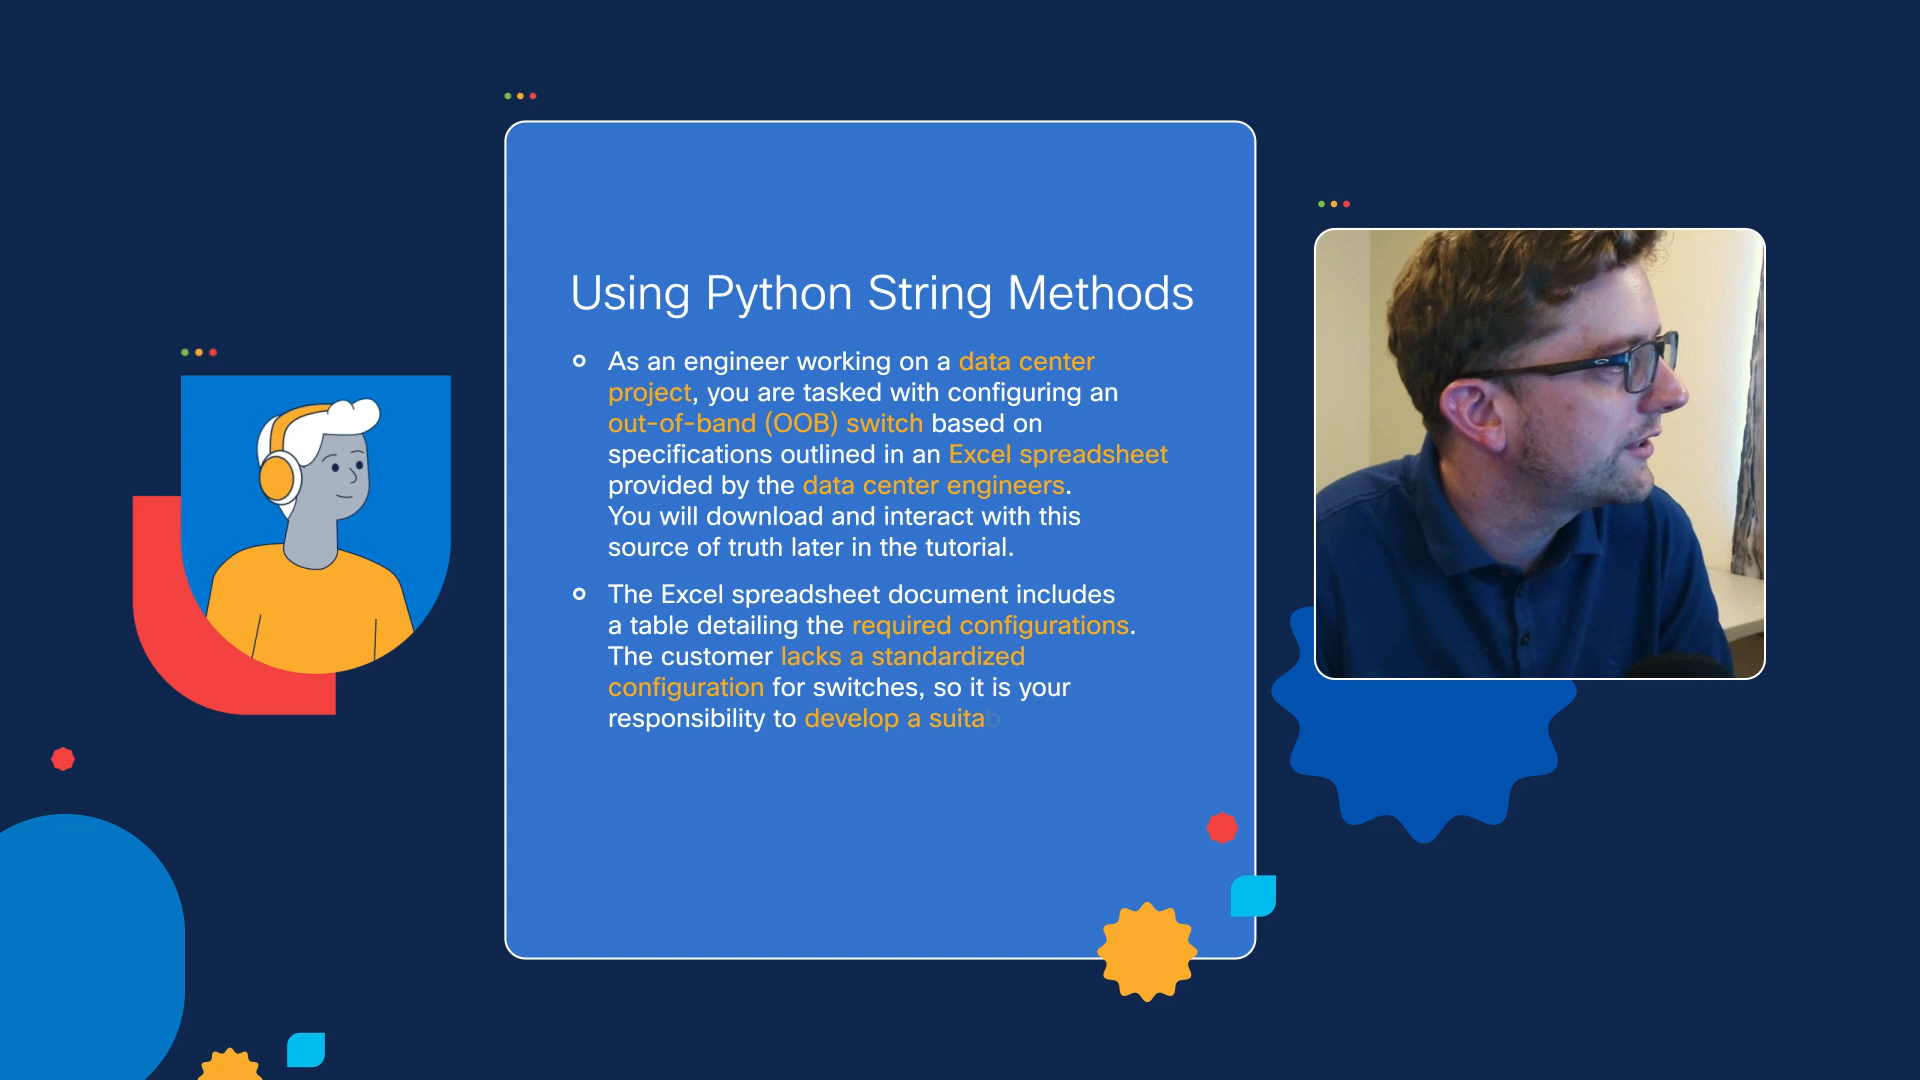 Using Python String Methods
As an engineer working on a data center
project, you are tasked with configuring an
out-of-band (OOB) switch based on
specifications outlined in an Excel spreadsheet
provided by the data center engineers.
You will download and interact with this
source of truth later in the tutorial.
The Excel spreadsheet document includes
a table detailing the required configurations.
The customer lacks a standardized
configuration for switches, so it is your
responsibility to develop a suitab